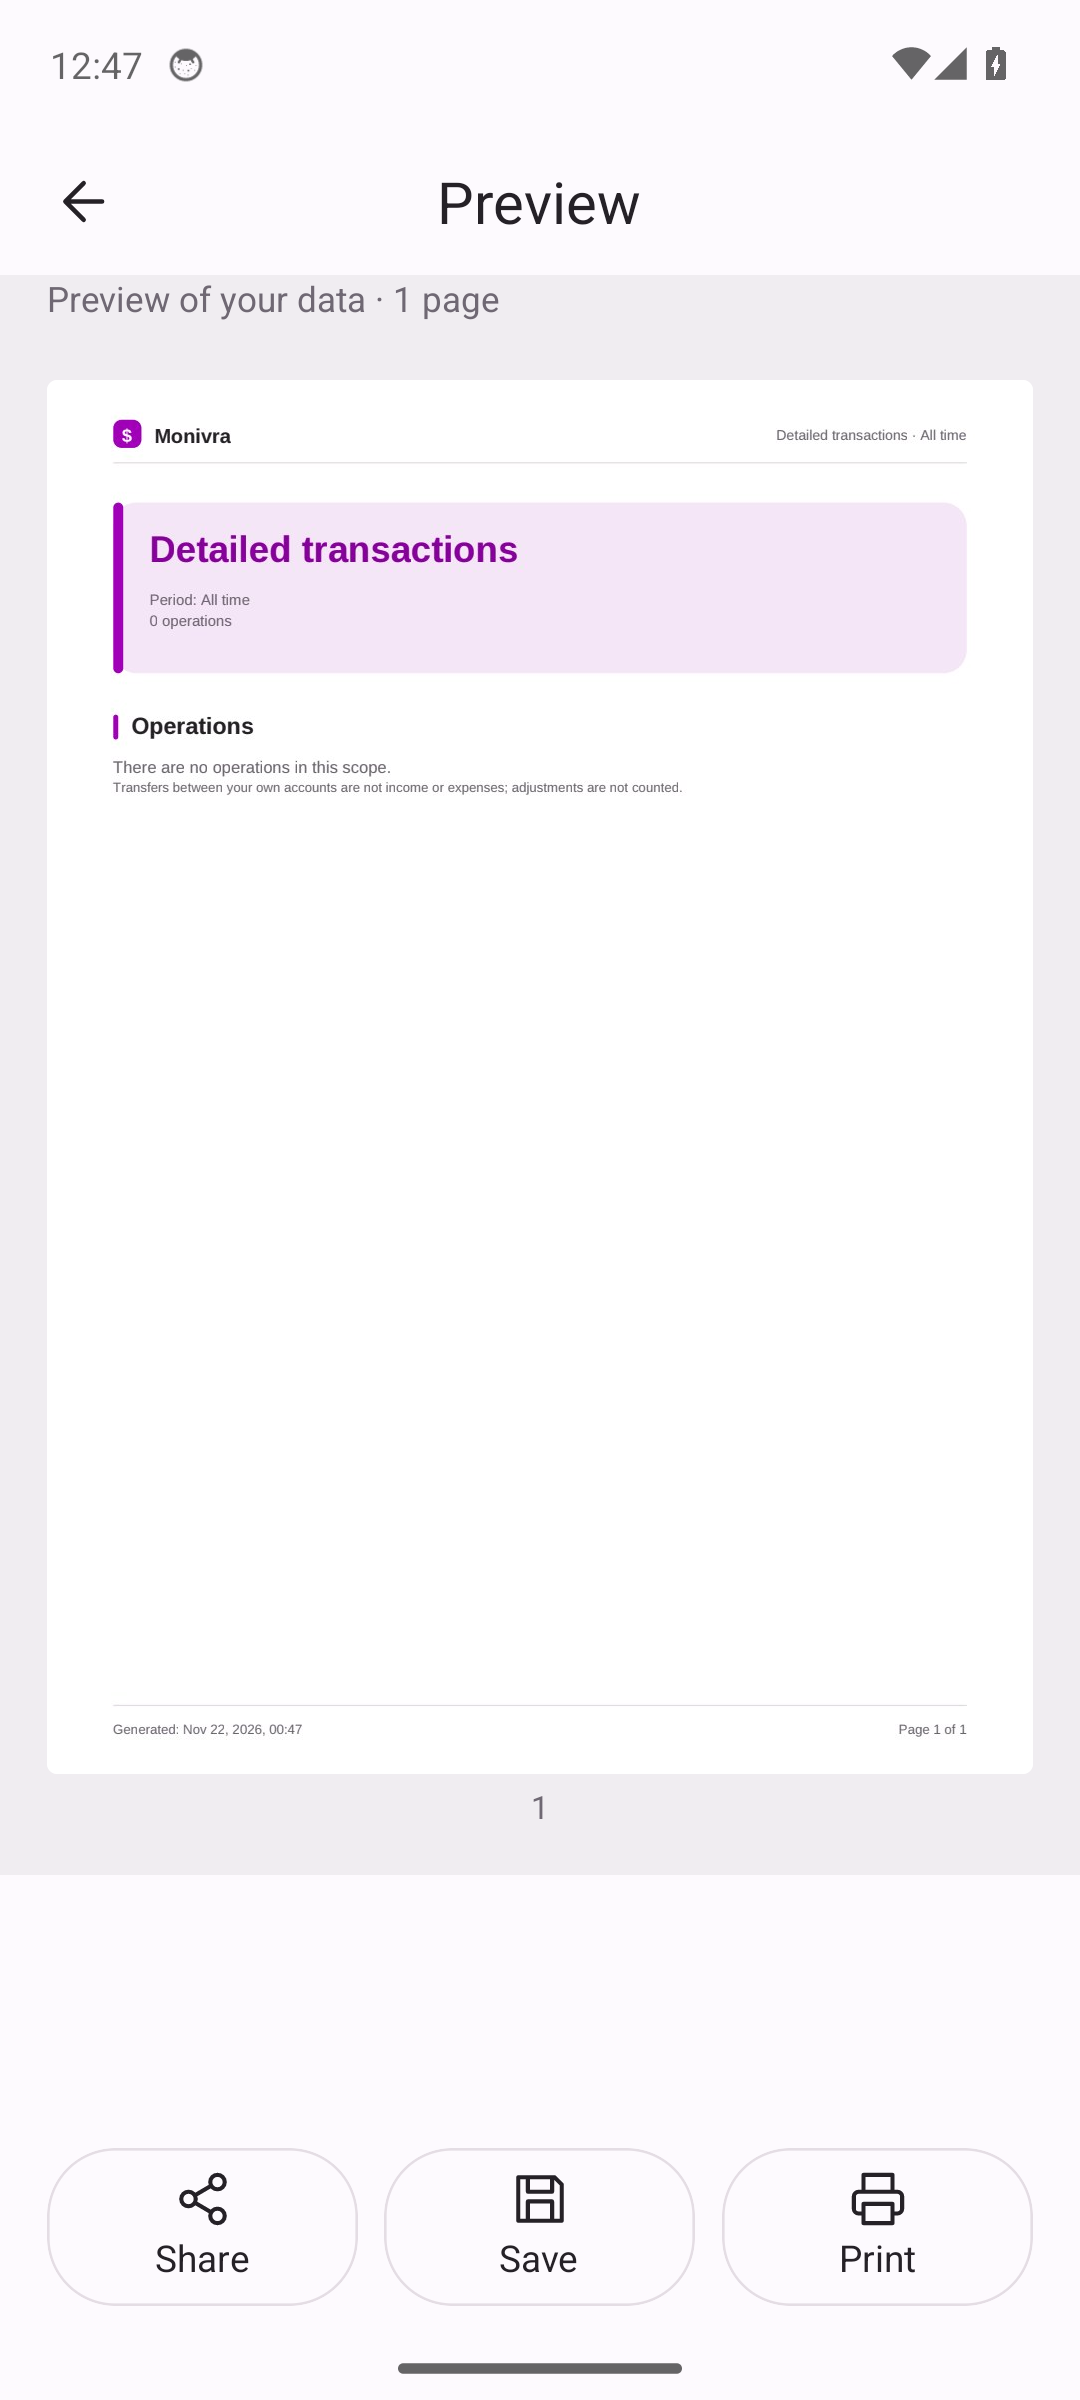 12:47
Preview
Preview of your data · 1 page
$ Monivra
Detailed transactions · All time
Detailed transactions
Period: All time
0 operations
Operations
There are no operations in this scope.
Transfers between your own accounts are not income or expenses; adjustments are not counted.
Generated: Nov 22, 2026, 00:47
Page 1 of 1
1
Share
Save
Print